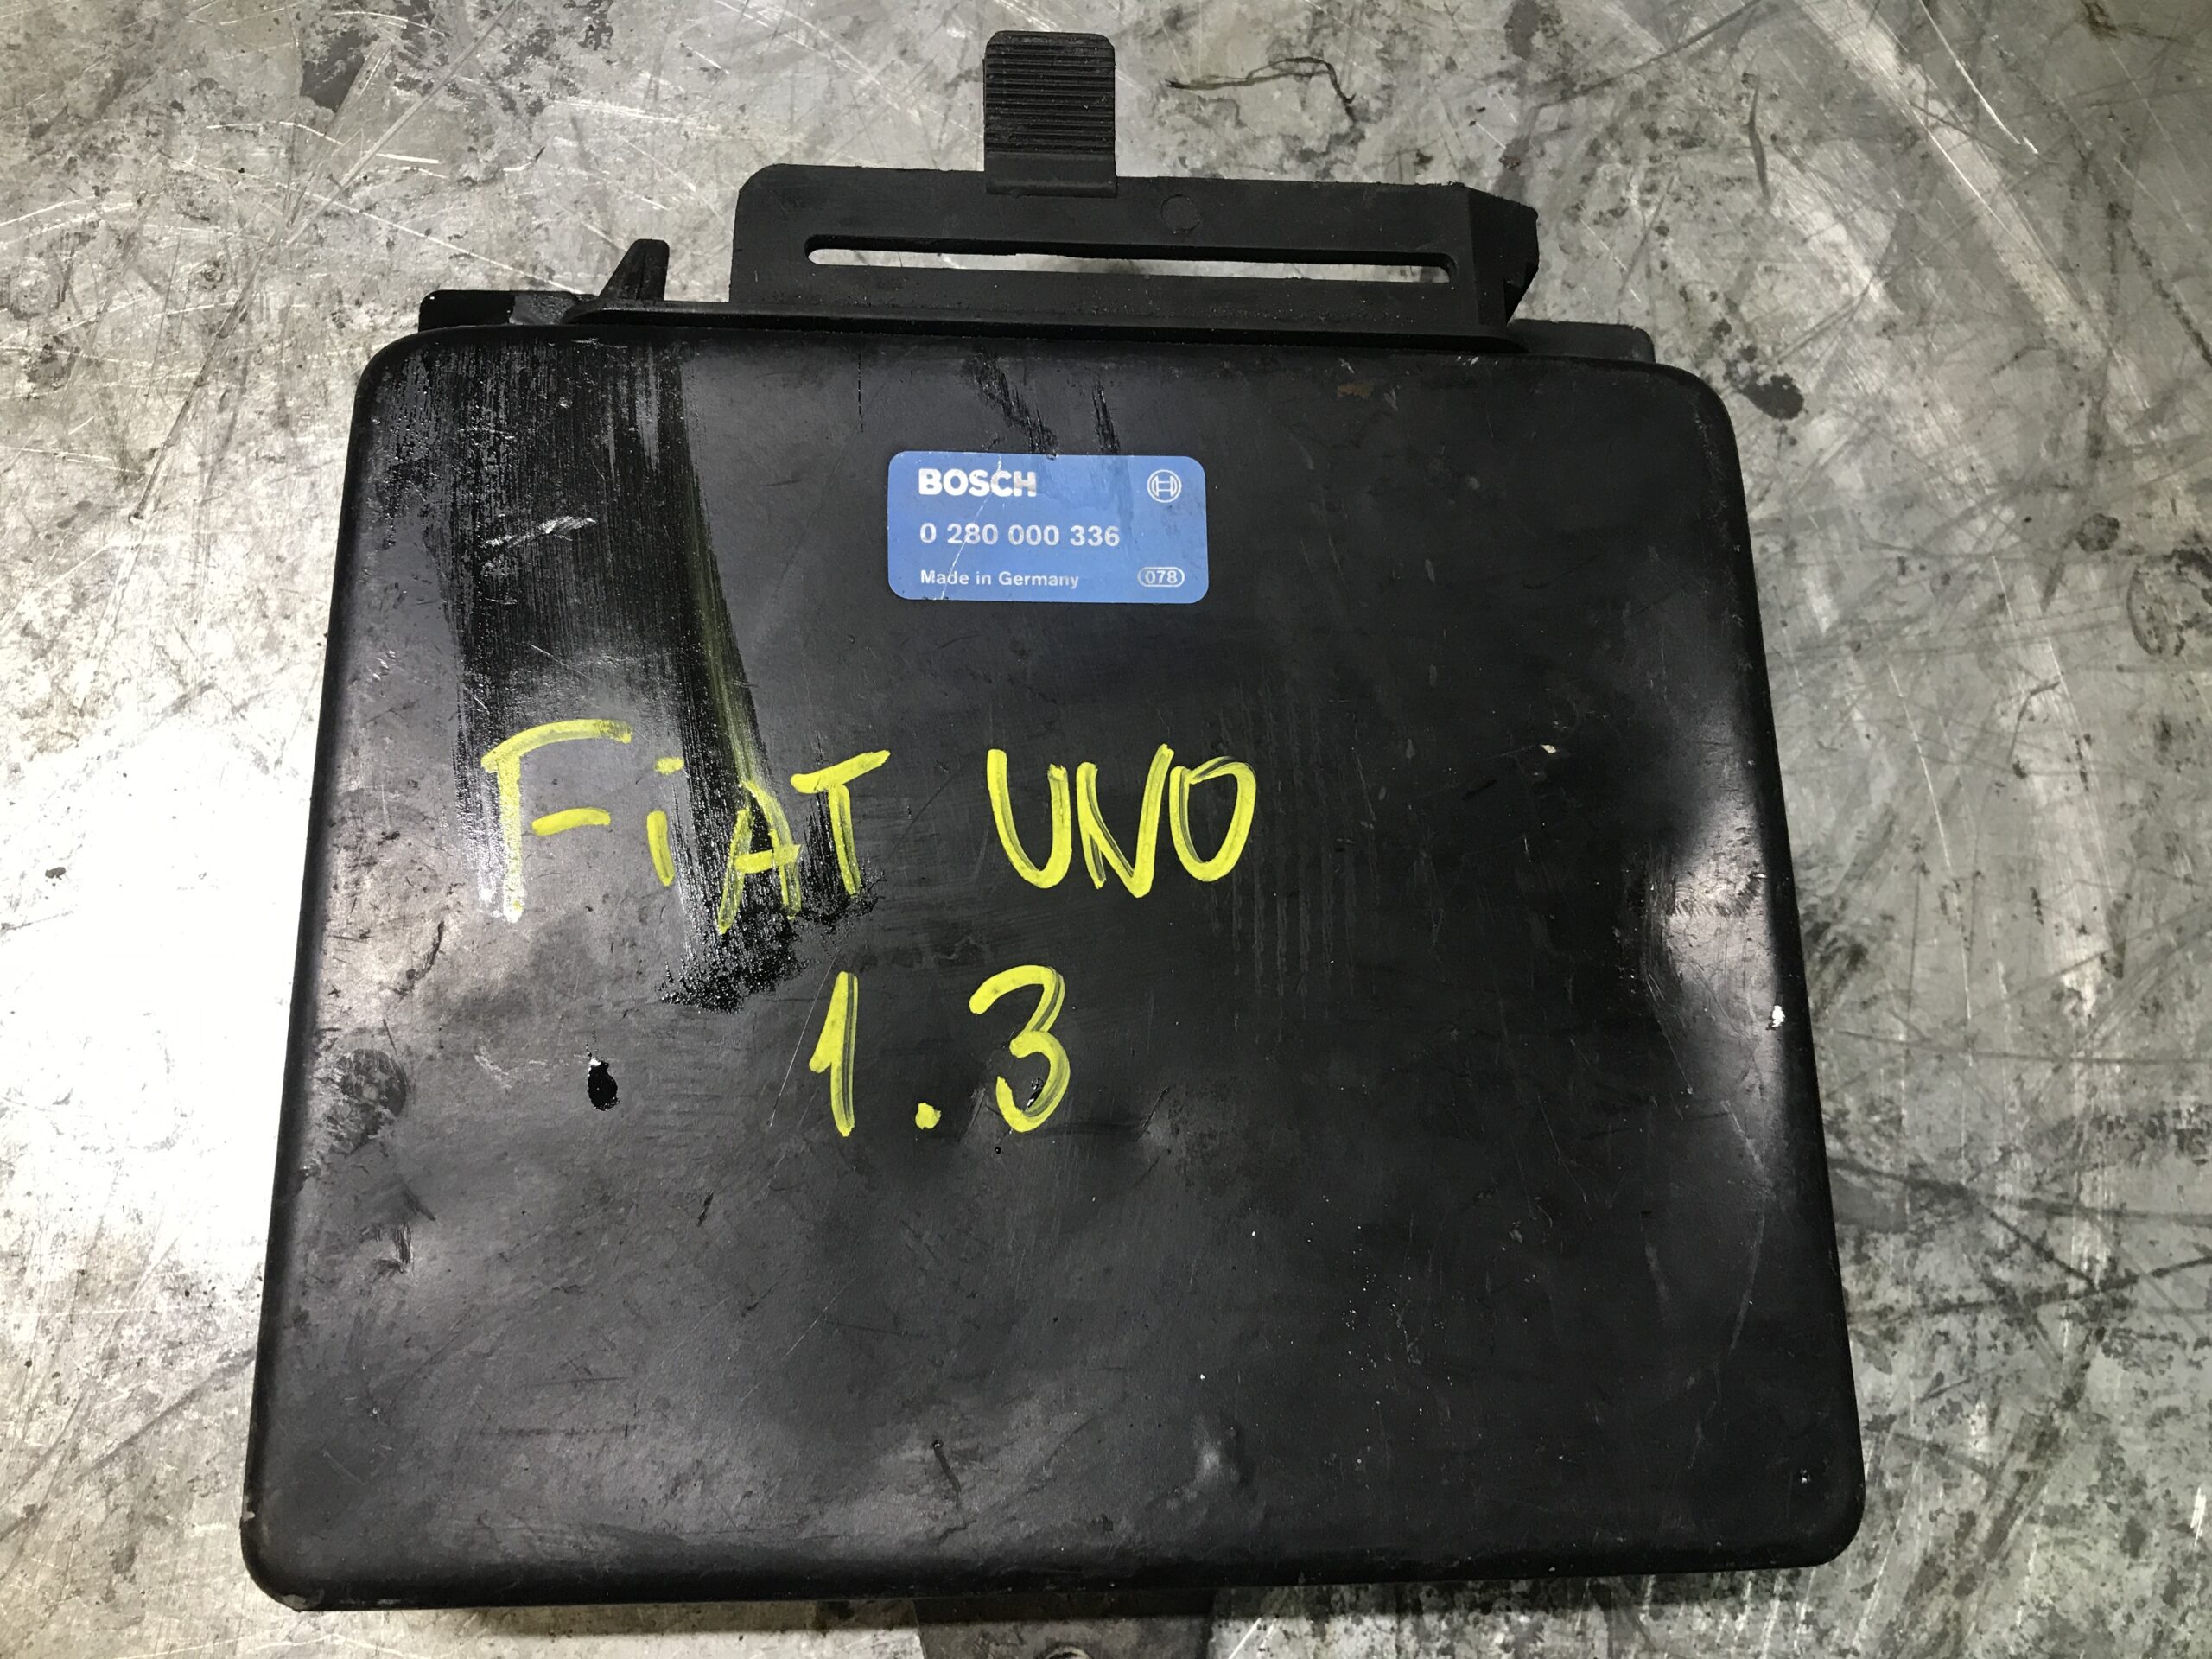 BOSCH
0 280 000 336
Made in Germany 078
FiAT UNO
1.3